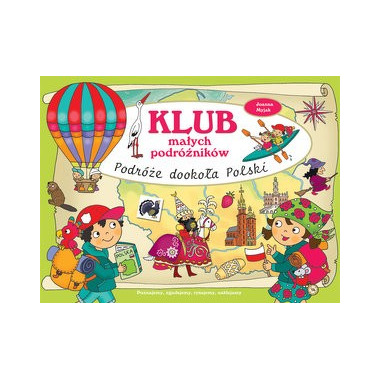 Joanna
Myjak
KLUB
małych
podróżników
Podróże dookoła Polski
Poznajemy, zgadujemy, rysujemy, naklejamy